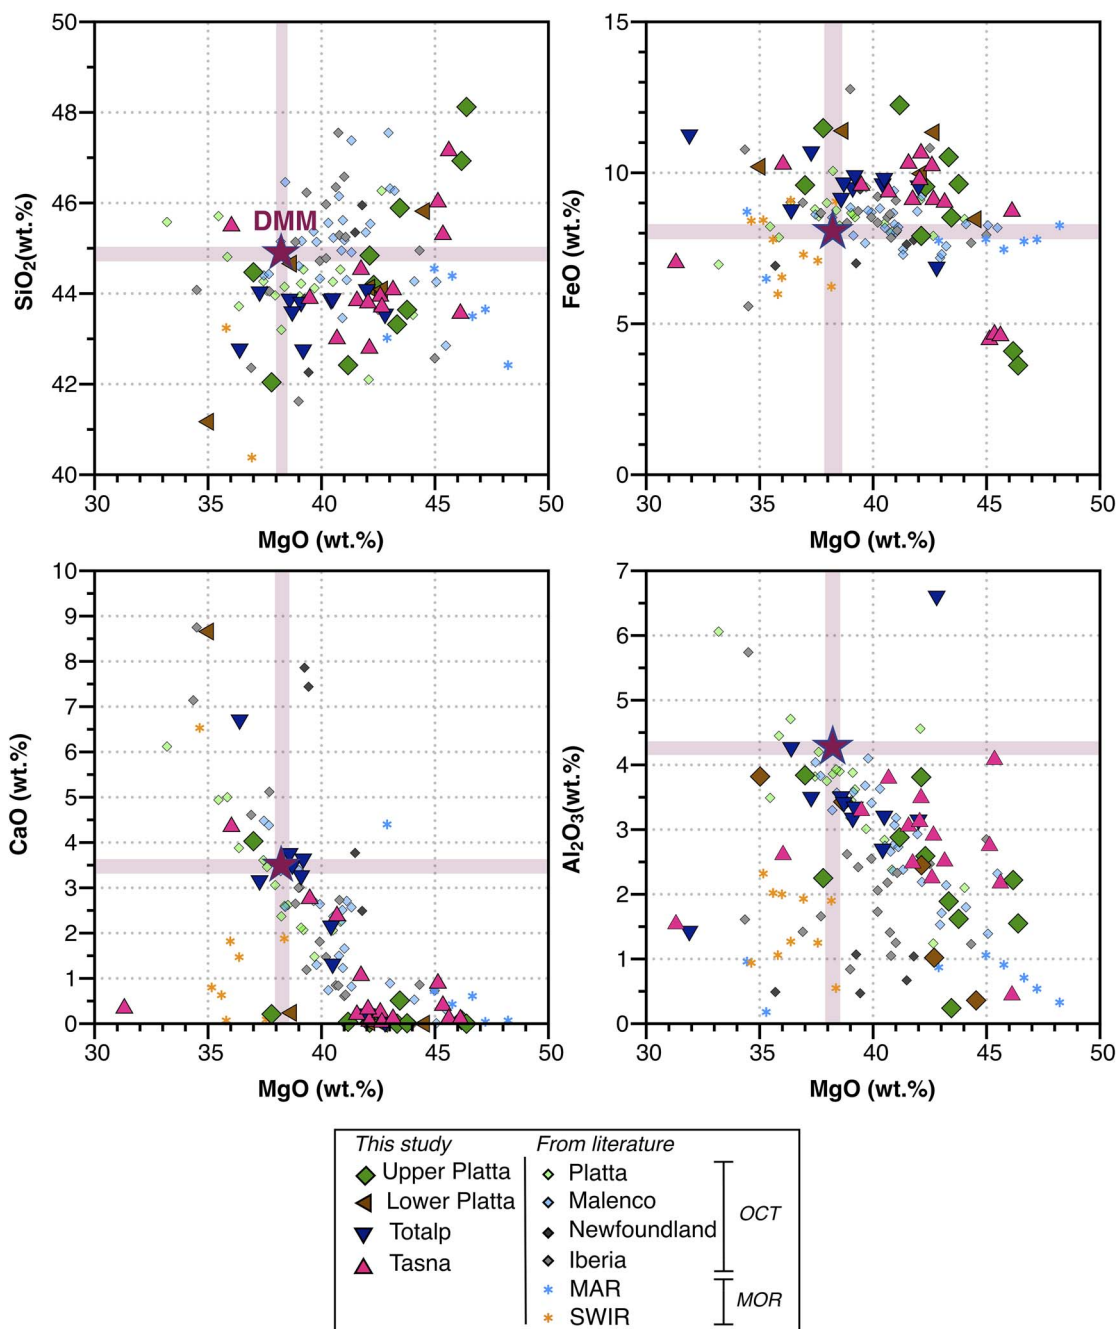 50
48
46
44
42
40
SiO2(wt.%)
DMM
30
35
40
45
50
MgO (wt.%)
15
10
5
0
FeO (wt.%)
30
35
40
45
50
MgO (wt.%)
10
9
8
7
6
5
4
3
2
1
0
CaO (wt.%)
30
35
40
45
50
MgO (wt.%)
7
6
5
4
3
2
1
0
Al2O3(wt.%)
30
35
40
45
50
MgO (wt.%)
This study
Upper Platta
Lower Platta
Totalp
Tasna
From literature
Platta
Malenco
Newfoundland
Iberia
OCT
MAR
SWIR
MOR